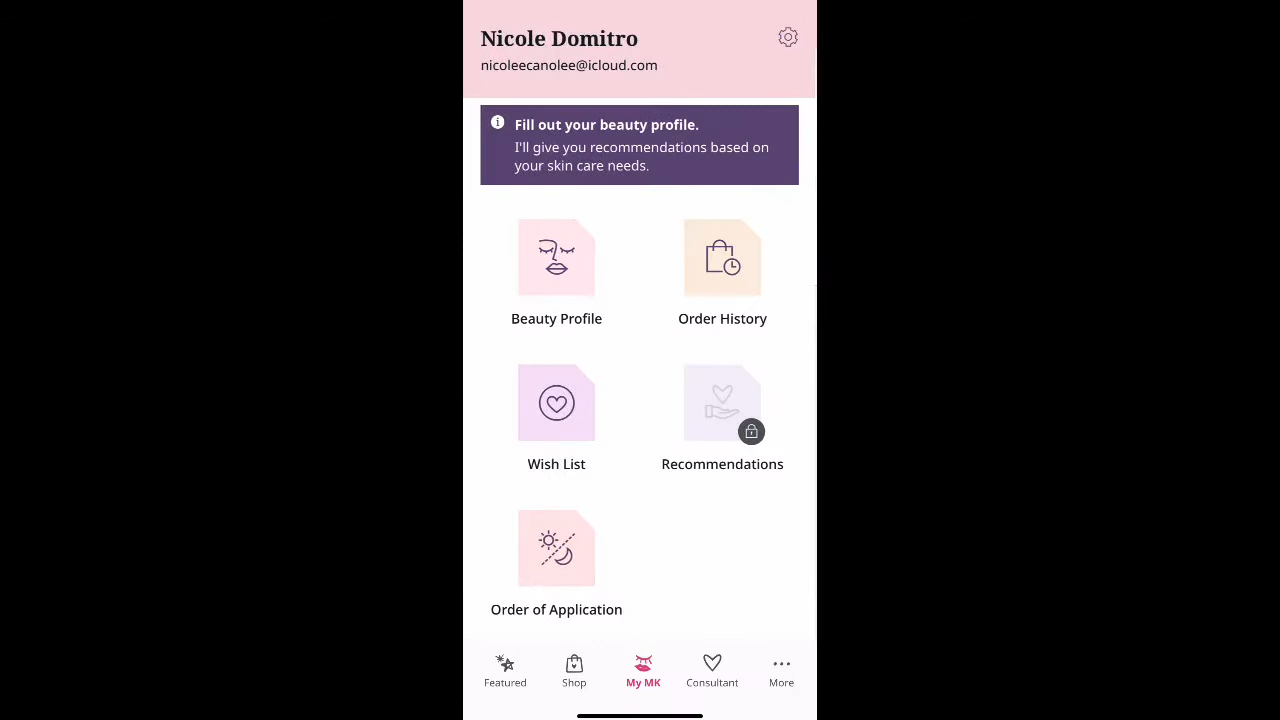 Nicole Domitro
nicoleecanolee@icloud.com
Fill out your beauty profile.
I'll give you recommendations based on
your skin care needs.
Beauty Profile
Order History
Wish List
Recommendations
Order of Application
Featured
Shop
My MK
Consultant
More